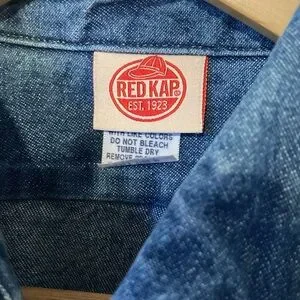 RED KAP®
EST. 1923
WITH LIKE COLORS
DO NOT BLEACH
TUMBLE DRY
REMOVE